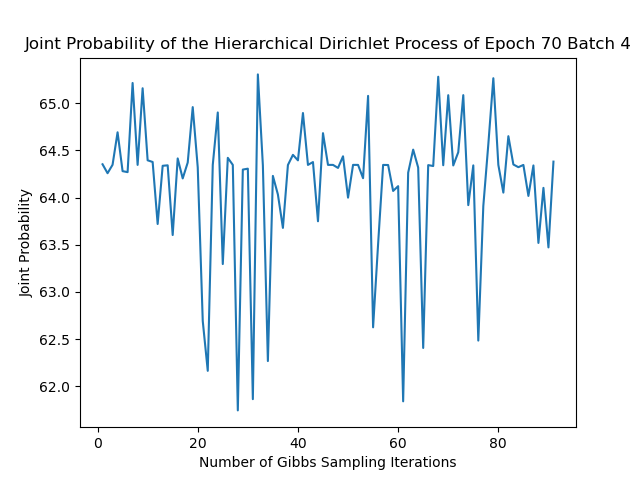 Joint Probability of the Hierarchical Dirichlet Process of Epoch 70 Batch 4
65.0
64.5
64.0
63.5
63.0
62.5
62.0
Joint Probability
0 20 40 60 80
Number of Gibbs Sampling Iterations